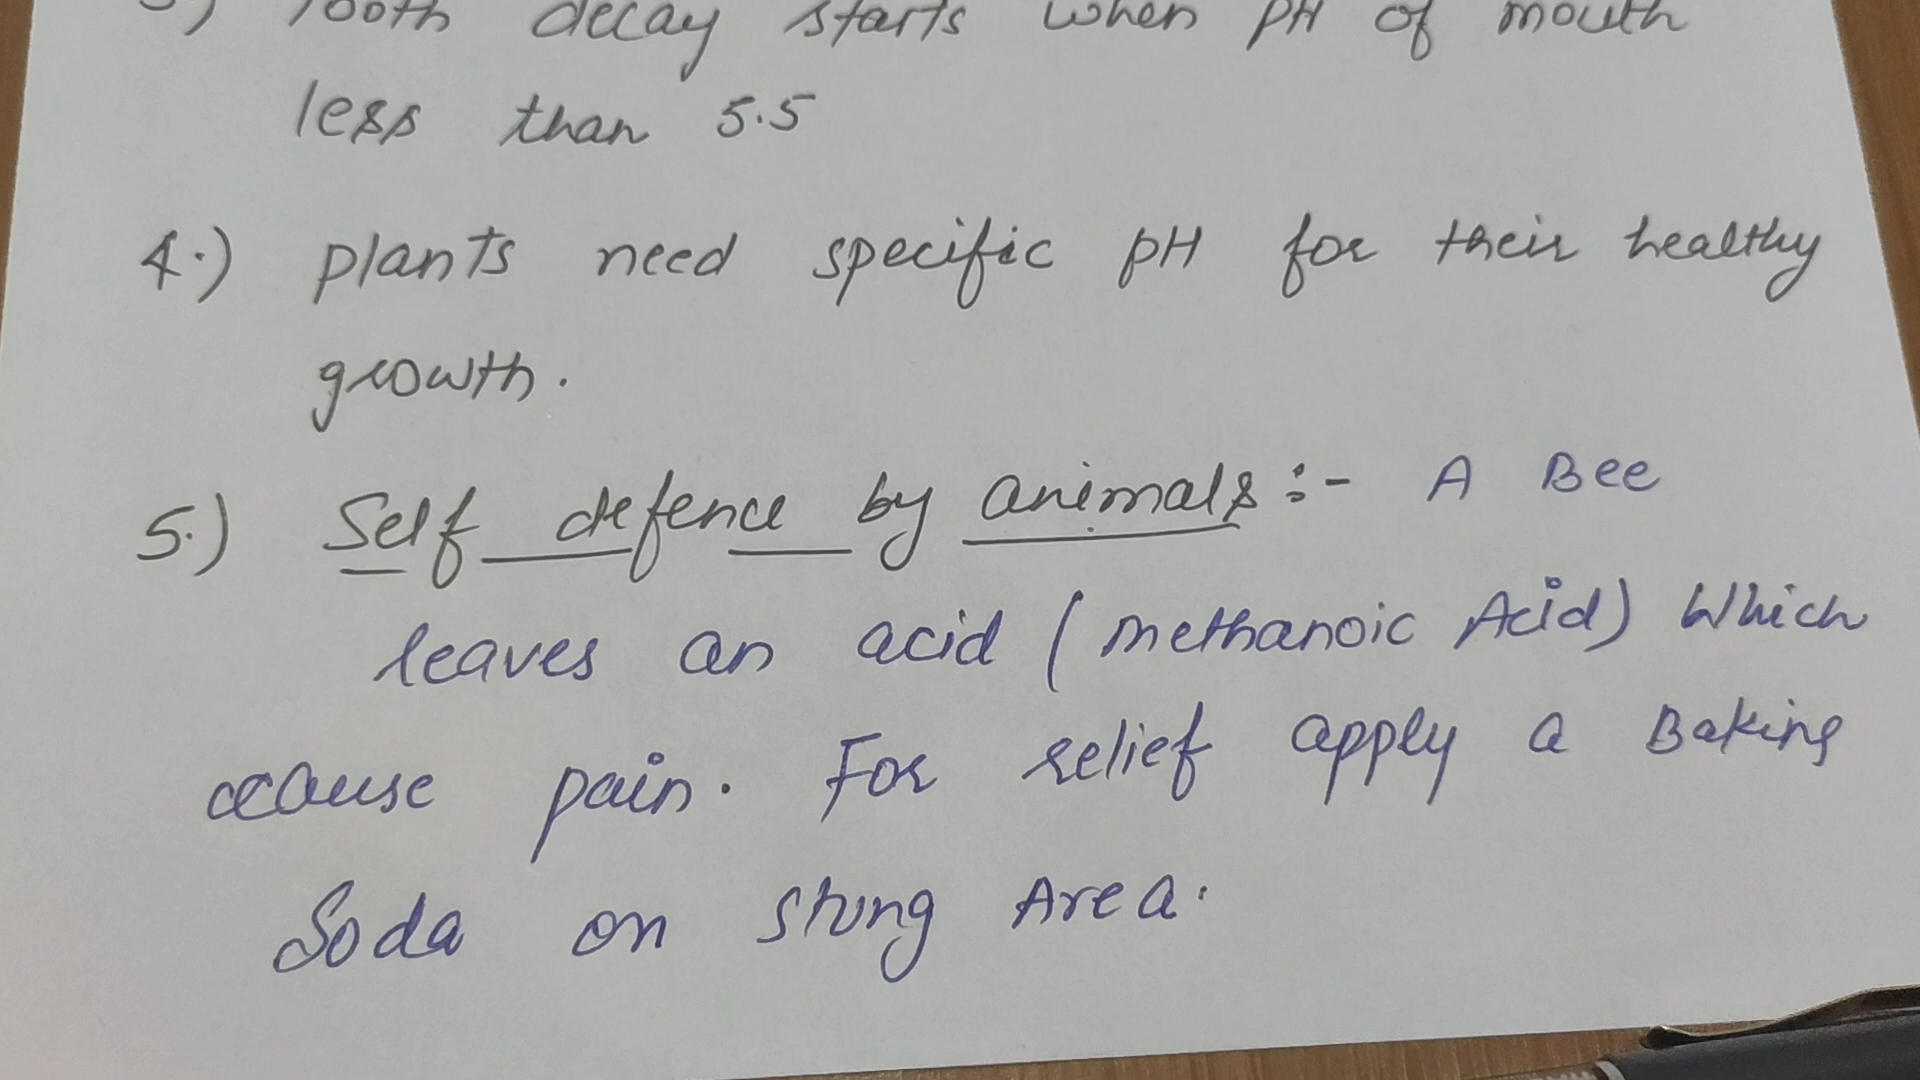 3) Tooth decay starts when pH of mouth
less than 5.5
4.) plants need specific pH for their healthy
growth.
5.) Self defence by animals :- A Bee
leaves an acid (methanoic Acid) Which
cause pain. For relief apply a Baking
Soda on stung Area.